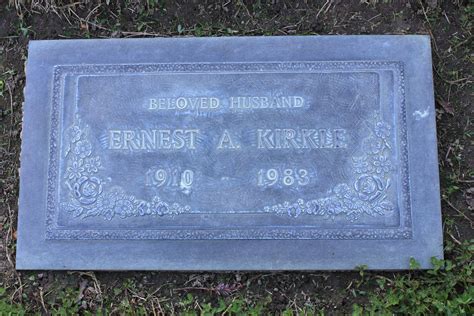 BELOVED HUSBAND
ERNEST A. KIRKLE
1910 - 1983